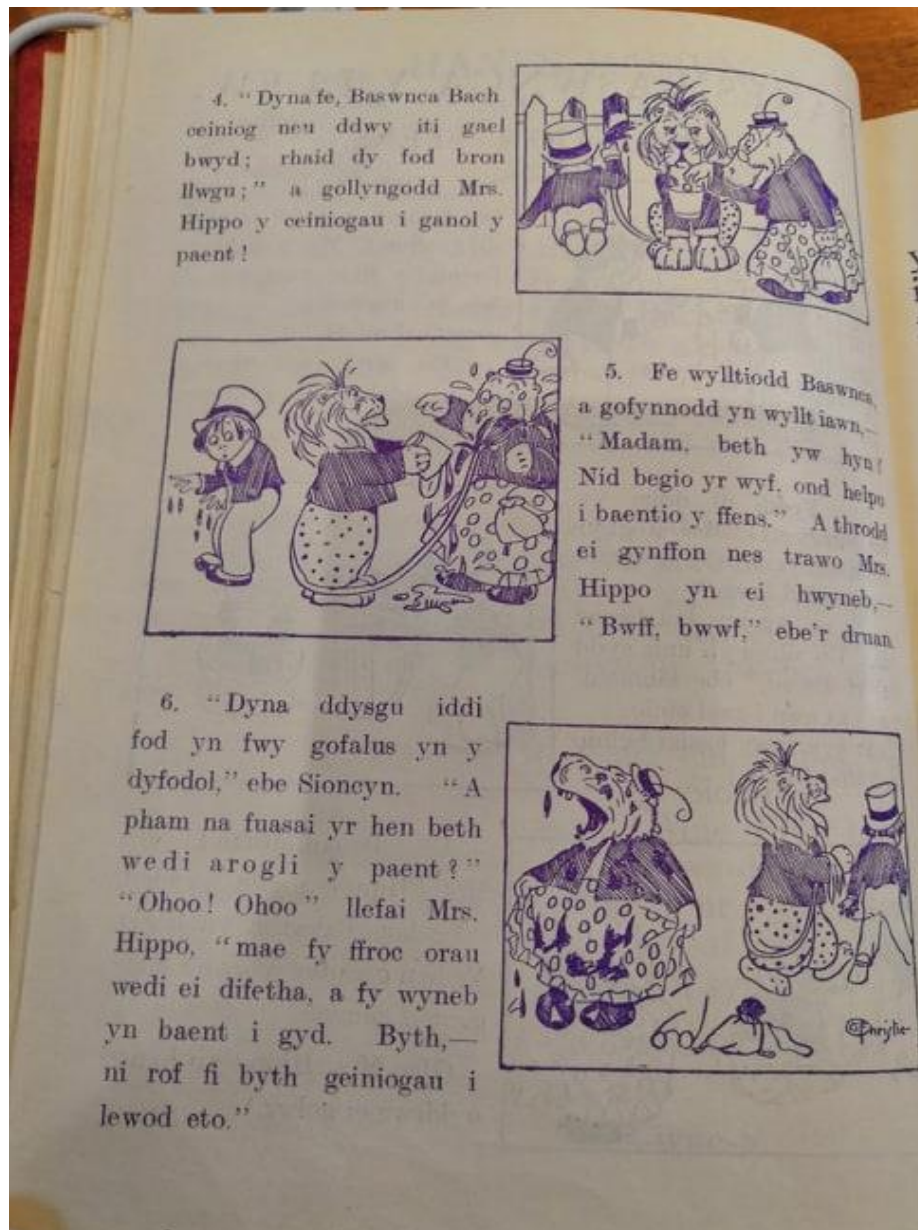 4. “Dyna fe, Baswnca Bach
ceiniog neu ddwy iti gael
bwyd; rhaid dy fod bron
llwgu;” a gollyngodd Mrs.
Hippo y ceiniogau i ganol y
paent!
5. Fe wylltiodd Baswnca,
a gofynnodd yn wyllt iawn,—
“Madam, beth yw hyn?
Nid begio yr wyf, ond helpu
i baentio y ffens.” A throdd
ei gynffon nes trawo Mrs.
Hippo yn ei hwyneb,—
“Bwff, bwwf,” ebe’r druan
6. “Dyna ddysgu iddi
fod yn fwy gofalus yn y
dyfodol,” ebe Sioncyn. “A
pham na fuasai yr hen beth
wedi arogli y paent?”
“Ohoo! Ohoo” llefai Mrs.
Hippo, “mae fy ffroc orau
wedi ei difetha, a fy wyneb
yn baent i gyd. Byth,—
ni rof fi byth geiniogau i
lewod eto.”
6d
©Christie